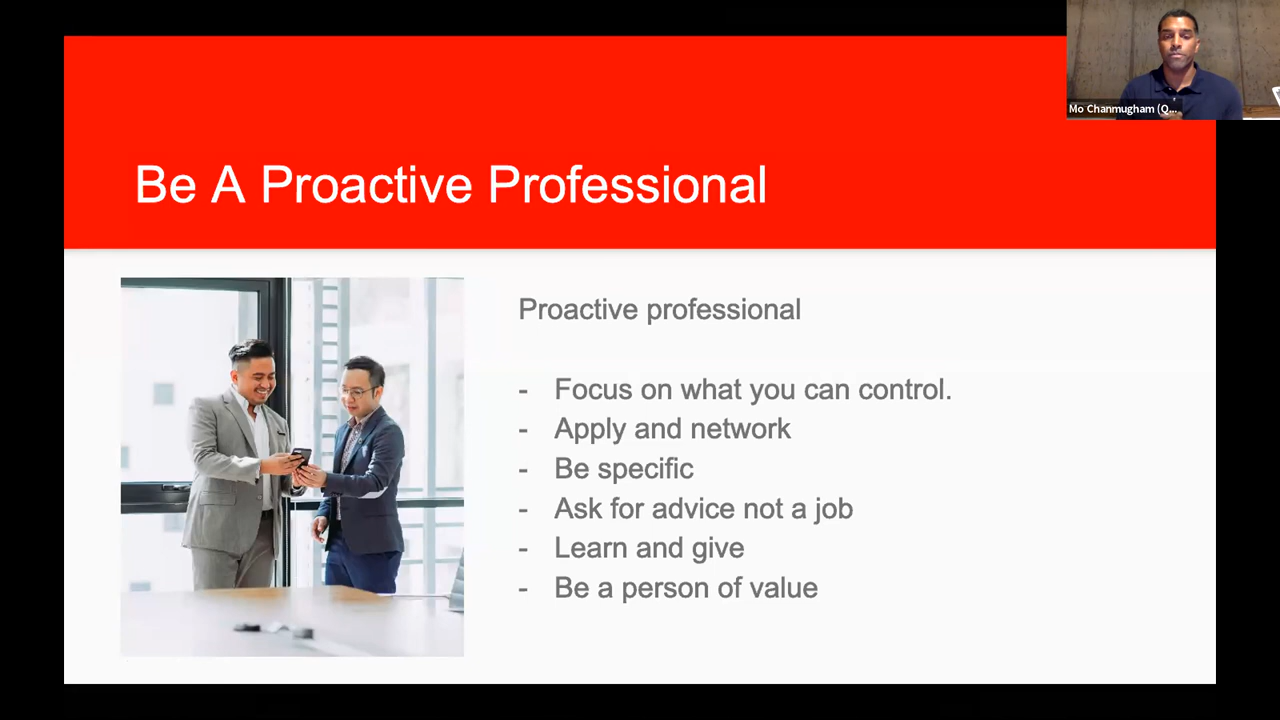 Mo Chanmugham (Q...
Be A Proactive Professional
Proactive professional
- Focus on what you can control.
- Apply and network
- Be specific
- Ask for advice not a job
- Learn and give
- Be a person of value